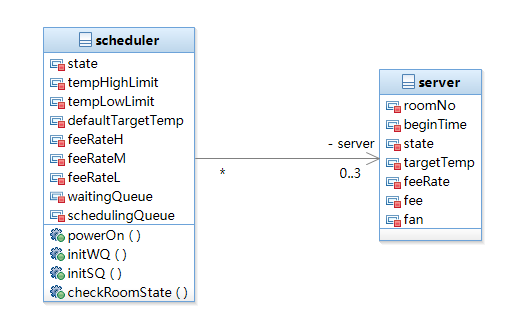 scheduler
state
tempHighLimit
tempLowLimit
defaultTargetTemp
feeRateH
feeRateM
feeRateL
waitingQueue
schedulingQueue
powerOn ( )
initWQ ( )
initSQ ( )
checkRoomState ( )
*
- server
0..3
server
roomNo
beginTime
state
targetTemp
feeRate
fee
fan